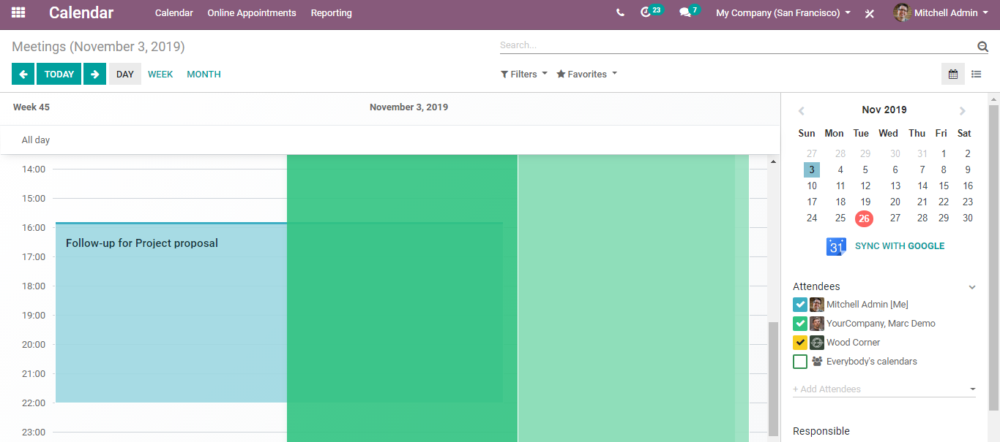 Calendar Calendar Online Appointments Reporting 23 7 My Company (San Francisco) Mitchell Admin
Meetings (November 3, 2019) Search...
TODAY DAY WEEK MONTH Filters Favorites
Week 45 November 3, 2019
All day
14:00
15:00
16:00
Follow-up for Project proposal
17:00
18:00
19:00
20:00
21:00
22:00
23:00
Nov 2019
Sun Mon Tue Wed Thu Fri Sat
27 28 29 30 31 1 2
3 4 5 6 7 8 9
10 11 12 13 14 15 16
17 18 19 20 21 22 23
24 25 26 27 28 29 30
31 SYNC WITH GOOGLE
Attendees
Mitchell Admin [Me]
YourCompany, Marc Demo
Wood Corner
Everybody's calendars
+ Add Attendees
Responsible